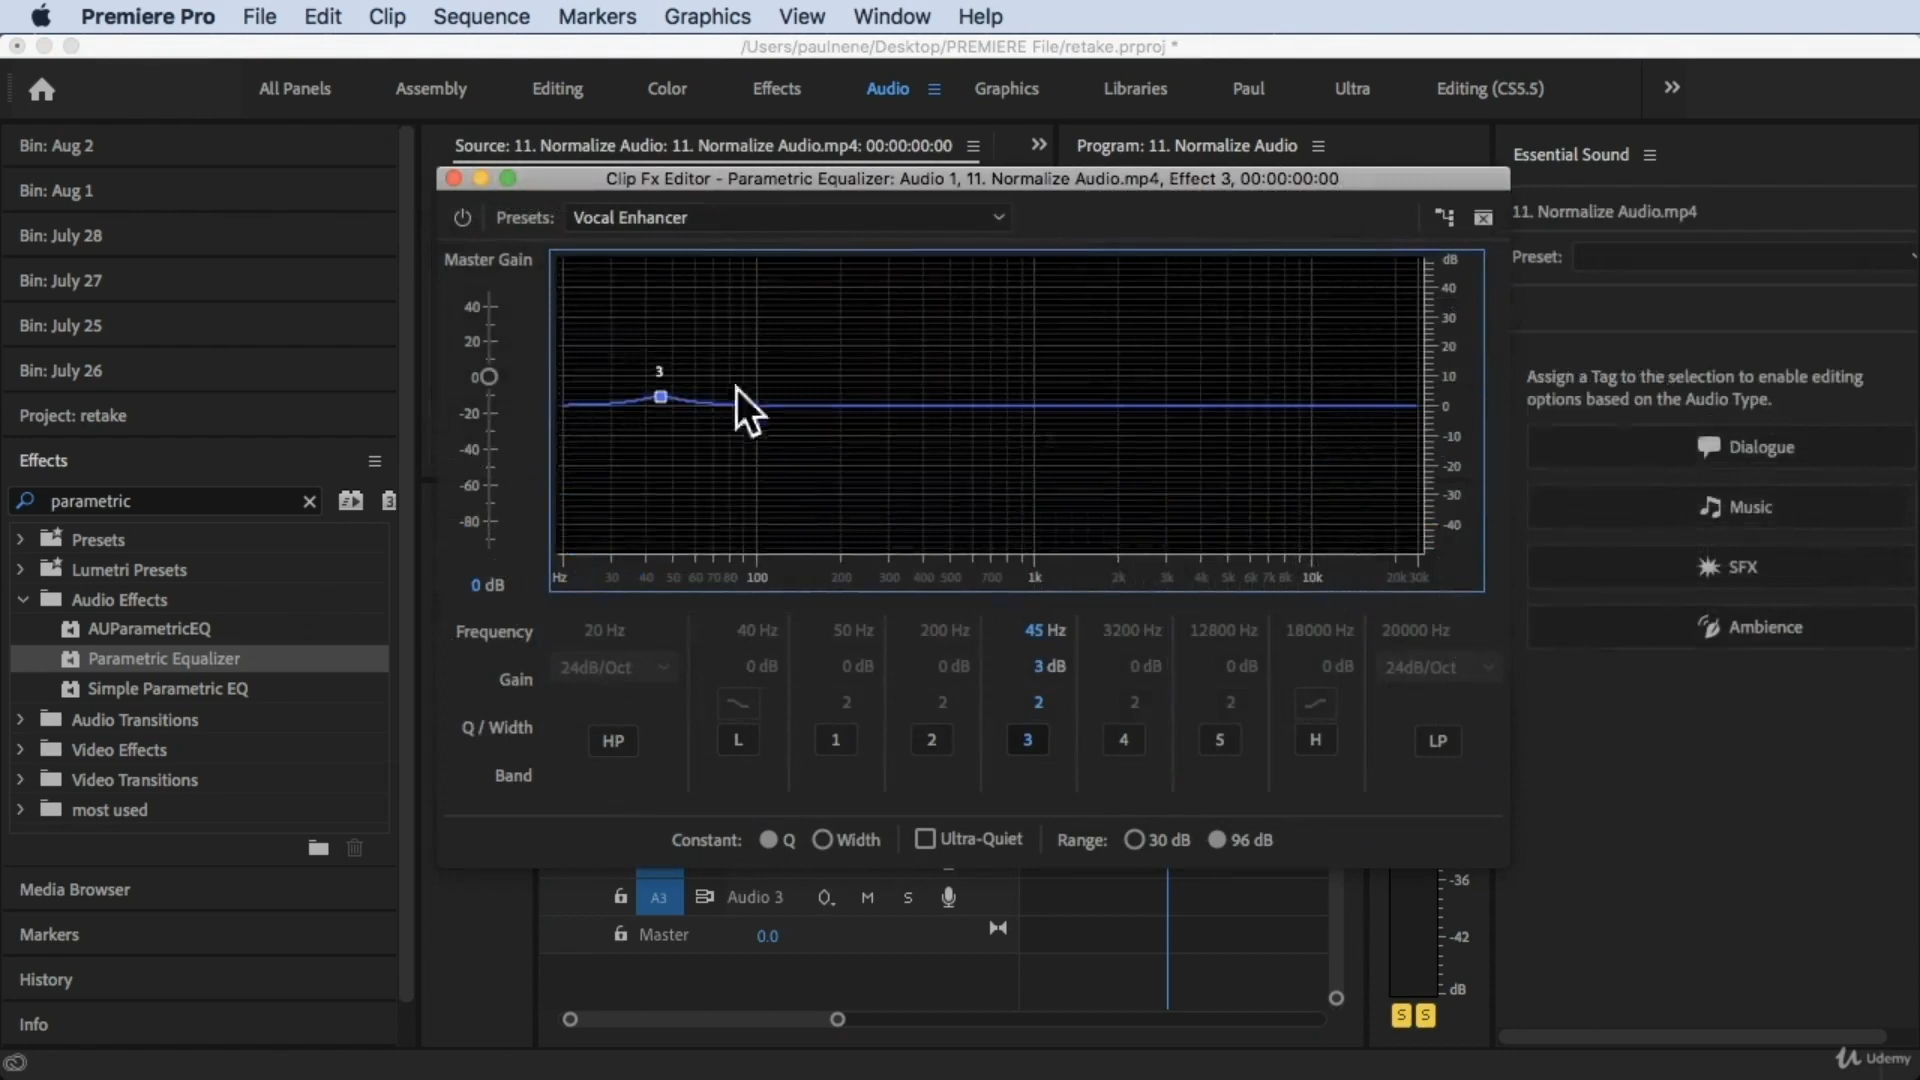 Premiere Pro File Edit Clip Sequence Markers Graphics View Window Help
/Users/paulnene/Desktop/PREMIERE File/retake.prproj *
All Panels Assembly Editing Color Effects Audio Graphics Libraries Paul Ultra Editing (CS5.5)
Bin: Aug 2
Bin: Aug 1
Bin: July 28
Bin: July 27
Bin: July 25
Bin: July 26
Project: retake
Effects
parametric
Presets
Lumetri Presets
Audio Effects
AUParametricEQ
Parametric Equalizer
Simple Parametric EQ
Audio Transitions
Video Effects
Video Transitions
most used
Media Browser
Markers
History
Info
Source: 11. Normalize Audio: 11. Normalize Audio.mp4: 00:00:00:00
Program: 11. Normalize Audio
Clip Fx Editor - Parametric Equalizer: Audio 1, 11. Normalize Audio.mp4, Effect 3, 00:00:00:00
Presets: Vocal Enhancer
Master Gain
40
20
0
-20
-40
-60
-80
0 dB
3
dB
40
30
20
10
0
-10
-20
-30
-40
Hz 30 40 50 60 70 80 100 200 300 400 500 700 1k 2k 3k 4k 5k 6k 7k 8k 10k 20k 30k
Frequency 20 Hz 40 Hz 50 Hz 200 Hz 45 Hz 3200 Hz 12800 Hz 18000 Hz 20000 Hz
Gain 24dB/Oct 0 dB 0 dB 0 dB 3 dB 0 dB 0 dB 0 dB 24dB/Oct
Q / Width 2 2 2 2 2
Band HP L 1 2 3 4 5 H LP
Constant: Q Width Ultra-Quiet Range: 30 dB 96 dB
A3 Audio 3 M S
Master 0.0
-36
-42
dB
S S
Essential Sound
11. Normalize Audio.mp4
Preset:
Assign a Tag to the selection to enable editing
options based on the Audio Type.
Dialogue
Music
SFX
Ambience
Udemy